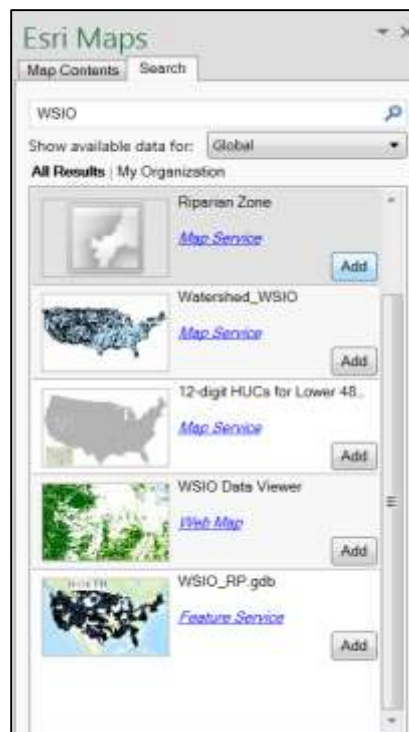 Esri Maps
Map Contents Search
WSIO
Show available data for: Global
All Results | My Organization
Riparian Zone
Map Service
Add
Watershed_WSIO
Map Service
Add
12-digit HUCs for Lower 48..
Map Service
Add
WSIO Data Viewer
Web Map
Add
WSIO_RP.gdb
Feature Service
Add